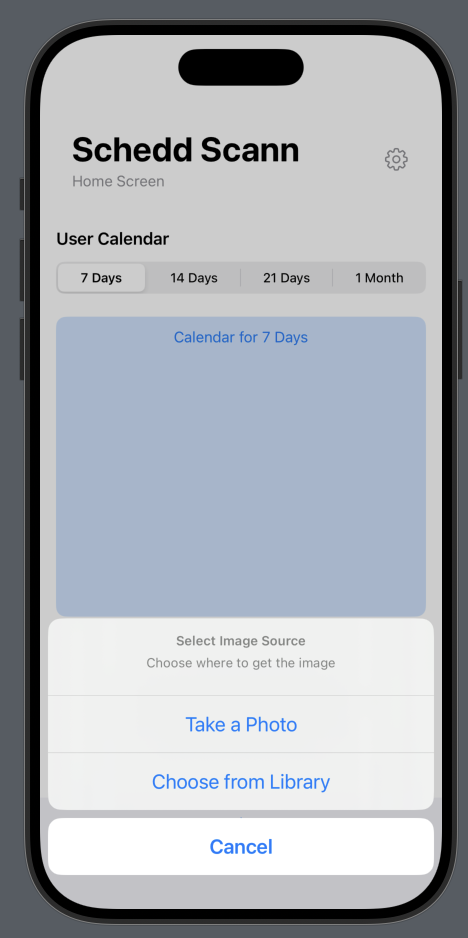 Schedd Scann
Home Screen
User Calendar
7 Days 14 Days 21 Days 1 Month
Calendar for 7 Days
Select Image Source
Choose where to get the image
Take a Photo
Choose from Library
Cancel